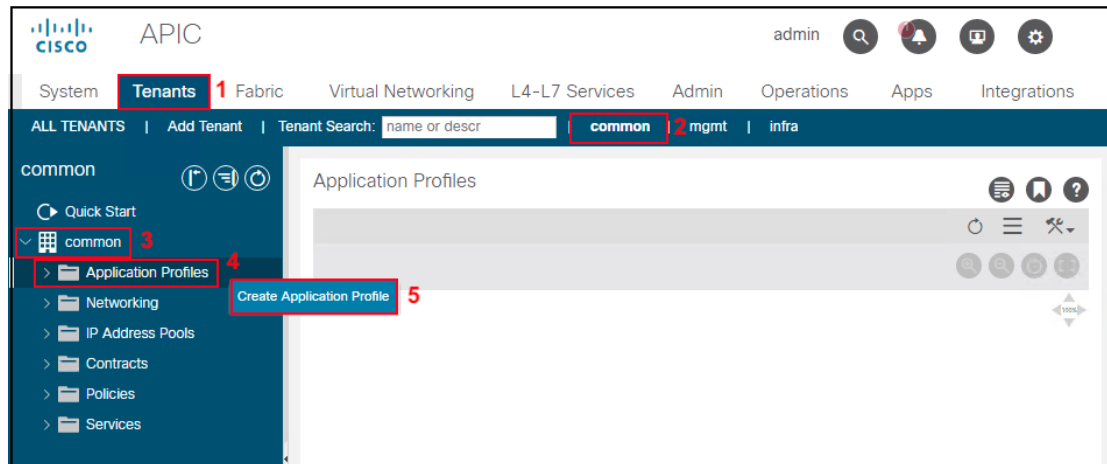 CISCO APIC admin
System Tenants 1 Fabric Virtual Networking L4-L7 Services Admin Operations Apps Integrations
ALL TENANTS | Add Tenant | Tenant Search: name or descr | common 2 | mgmt | infra
common
Application Profiles
?
Quick Start
common 3
Application Profiles 4
Create Application Profile 5
Networking
100%
IP Address Pools
Contracts
Policies
Services